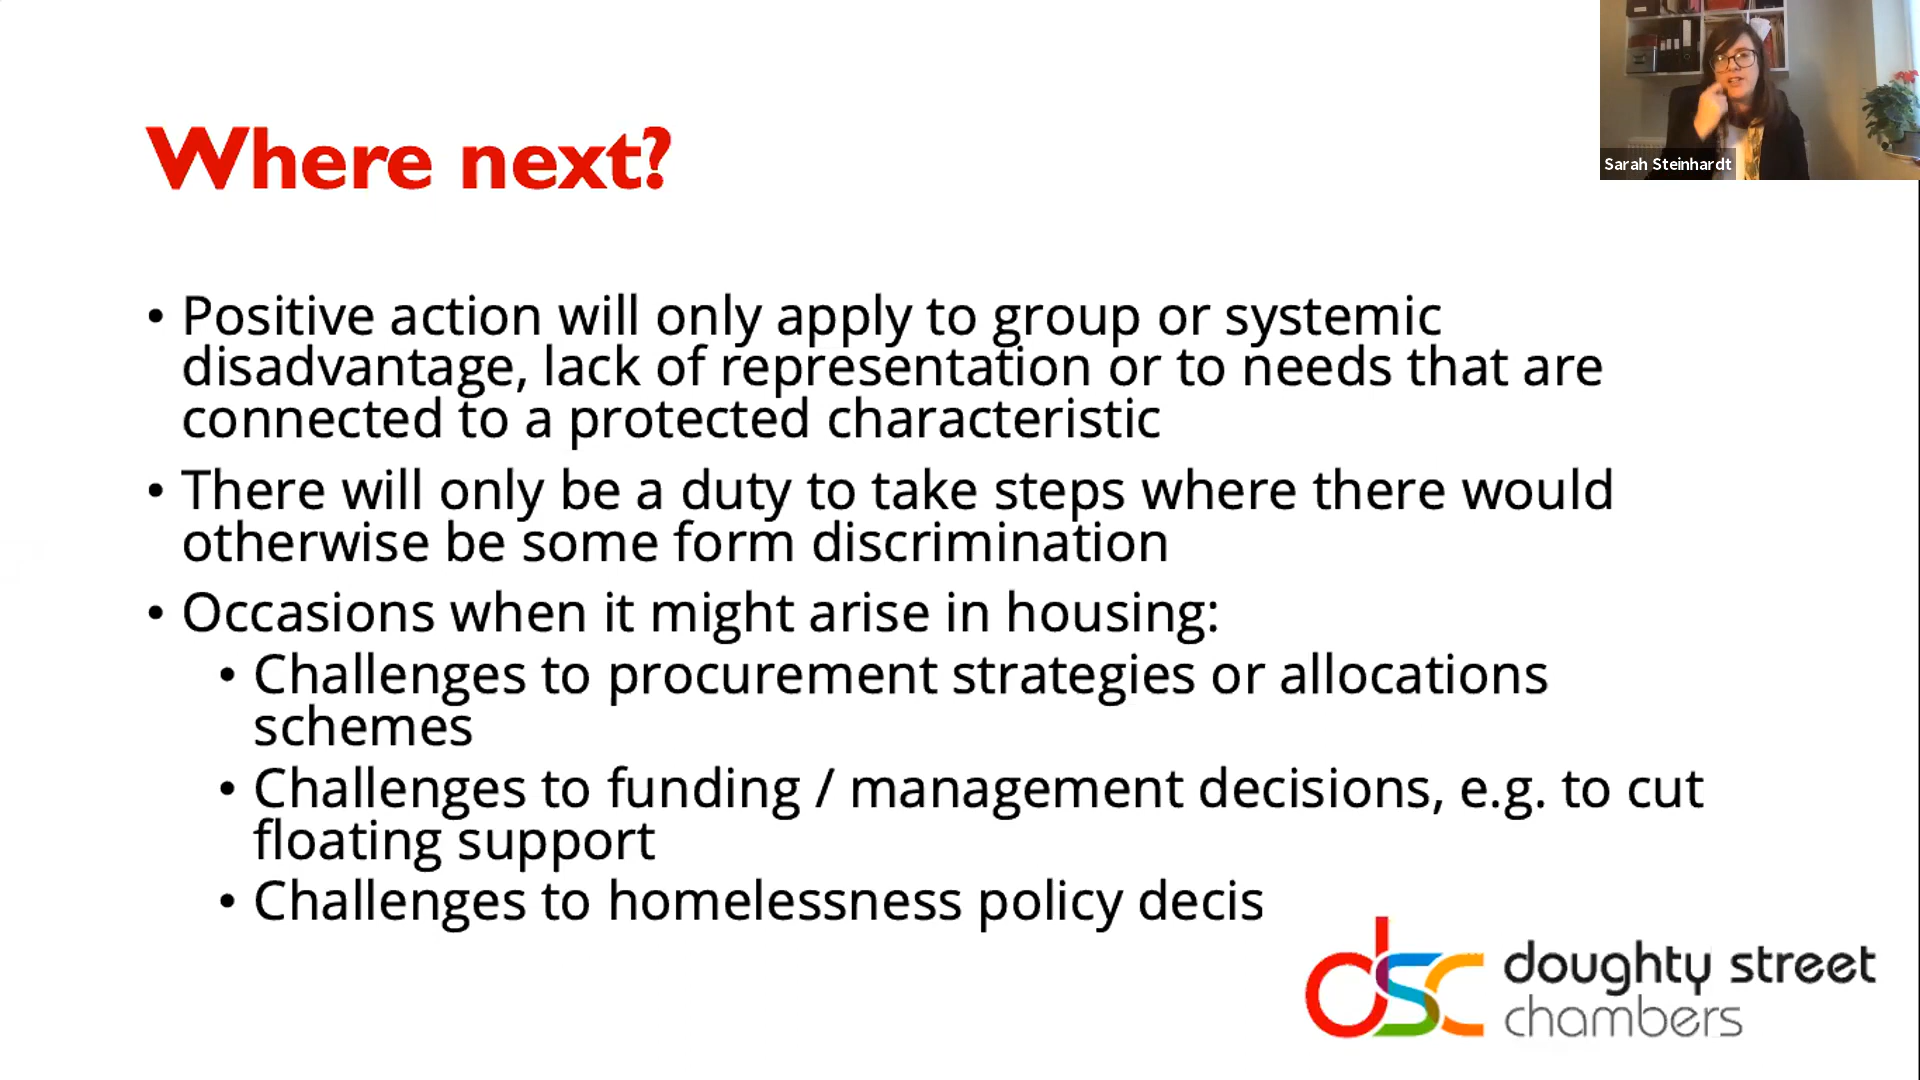 Where next?
Sarah Steinhardt
• Positive action will only apply to group or systemic
disadvantage, lack of representation or to needs that are
connected to a protected characteristic
• There will only be a duty to take steps where there would
otherwise be some form discrimination
• Occasions when it might arise in housing:
• Challenges to procurement strategies or allocations
schemes
• Challenges to funding / management decisions, e.g. to cut
floating support
• Challenges to homelessness policy decis
dsc doughty street
chambers